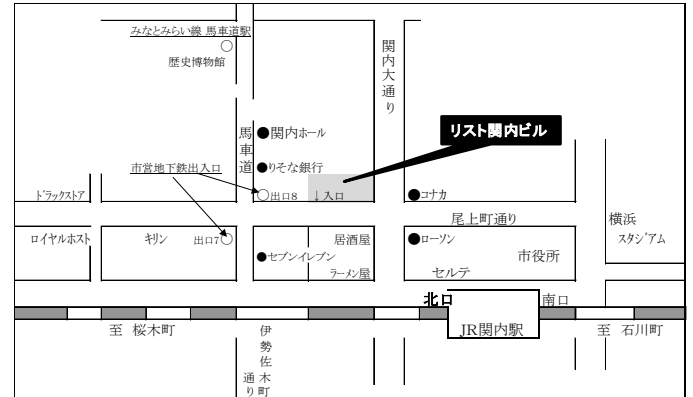 みなとみらい線 馬車道駅
歴史博物館
関内大通り
馬車道
●関内ホール
リスト関内ビル
●りそな銀行
市営地下鉄出入口
ドラックストア
出口8
↓入口
●コナカ
尾上町通り
横浜
スタジアム
ロイヤルホスト
キリン
出口7
居酒屋
●ローソン
●セブンイレブン
市役所
ラーメン屋
セルテ
北口
南口
至 桜木町
伊勢佐木町通り
JR関内駅
至 石川町